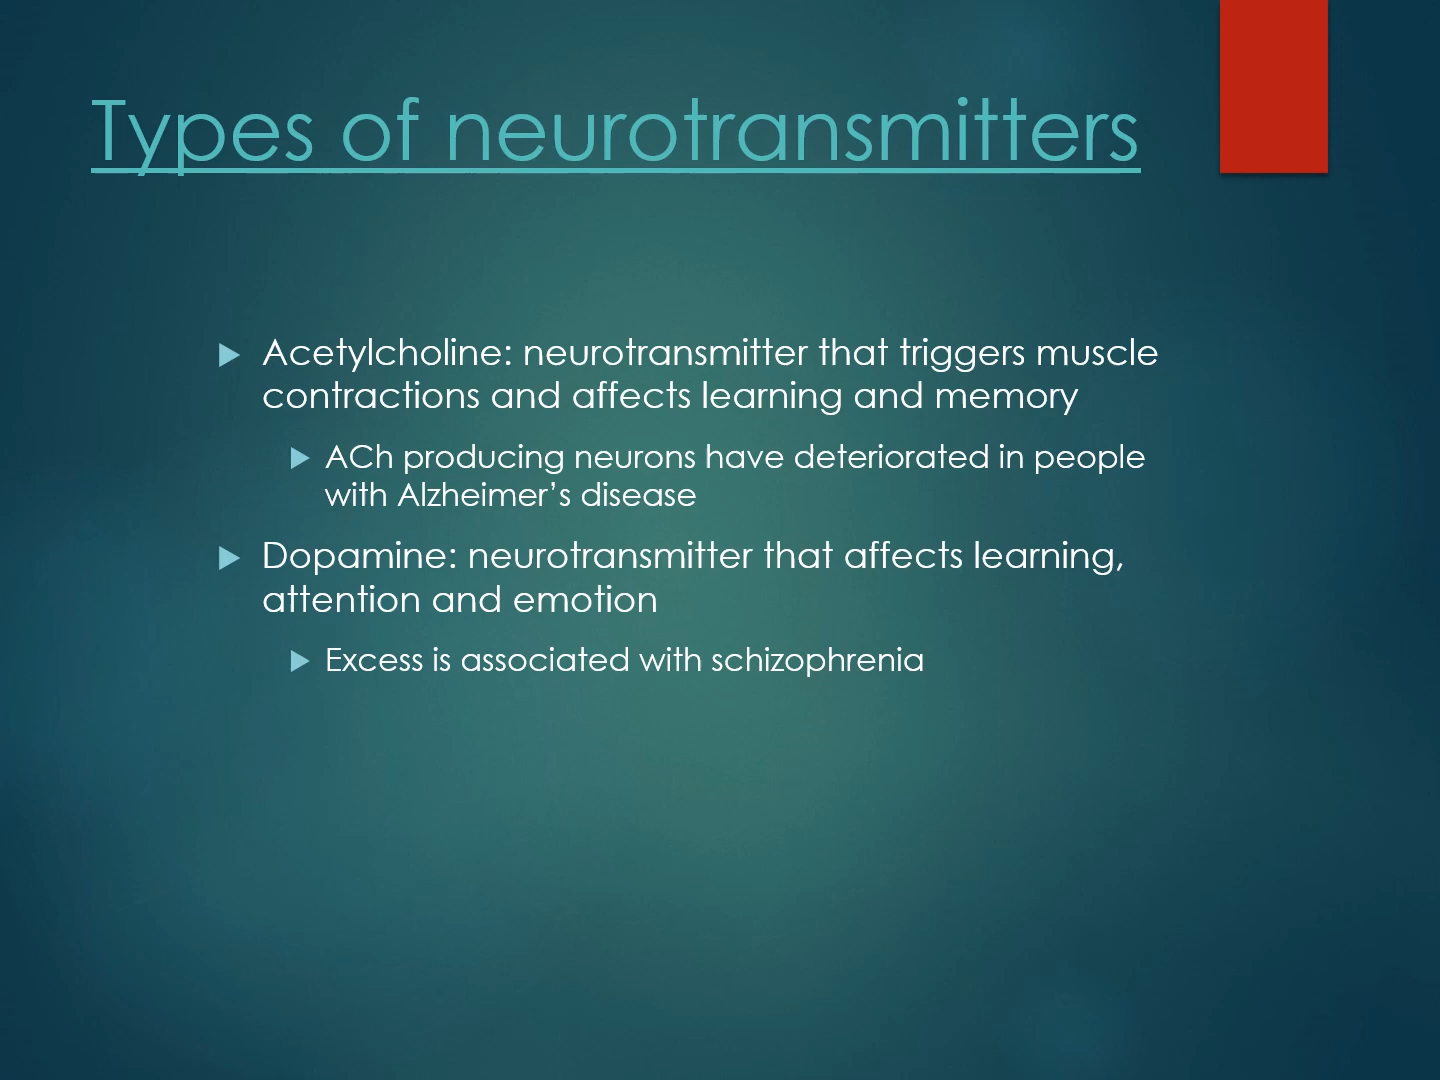 Types of neurotransmitters
Acetylcholine: neurotransmitter that triggers muscle
contractions and affects learning and memory
ACh producing neurons have deteriorated in people
with Alzheimer’s disease
Dopamine: neurotransmitter that affects learning,
attention and emotion
Excess is associated with schizophrenia